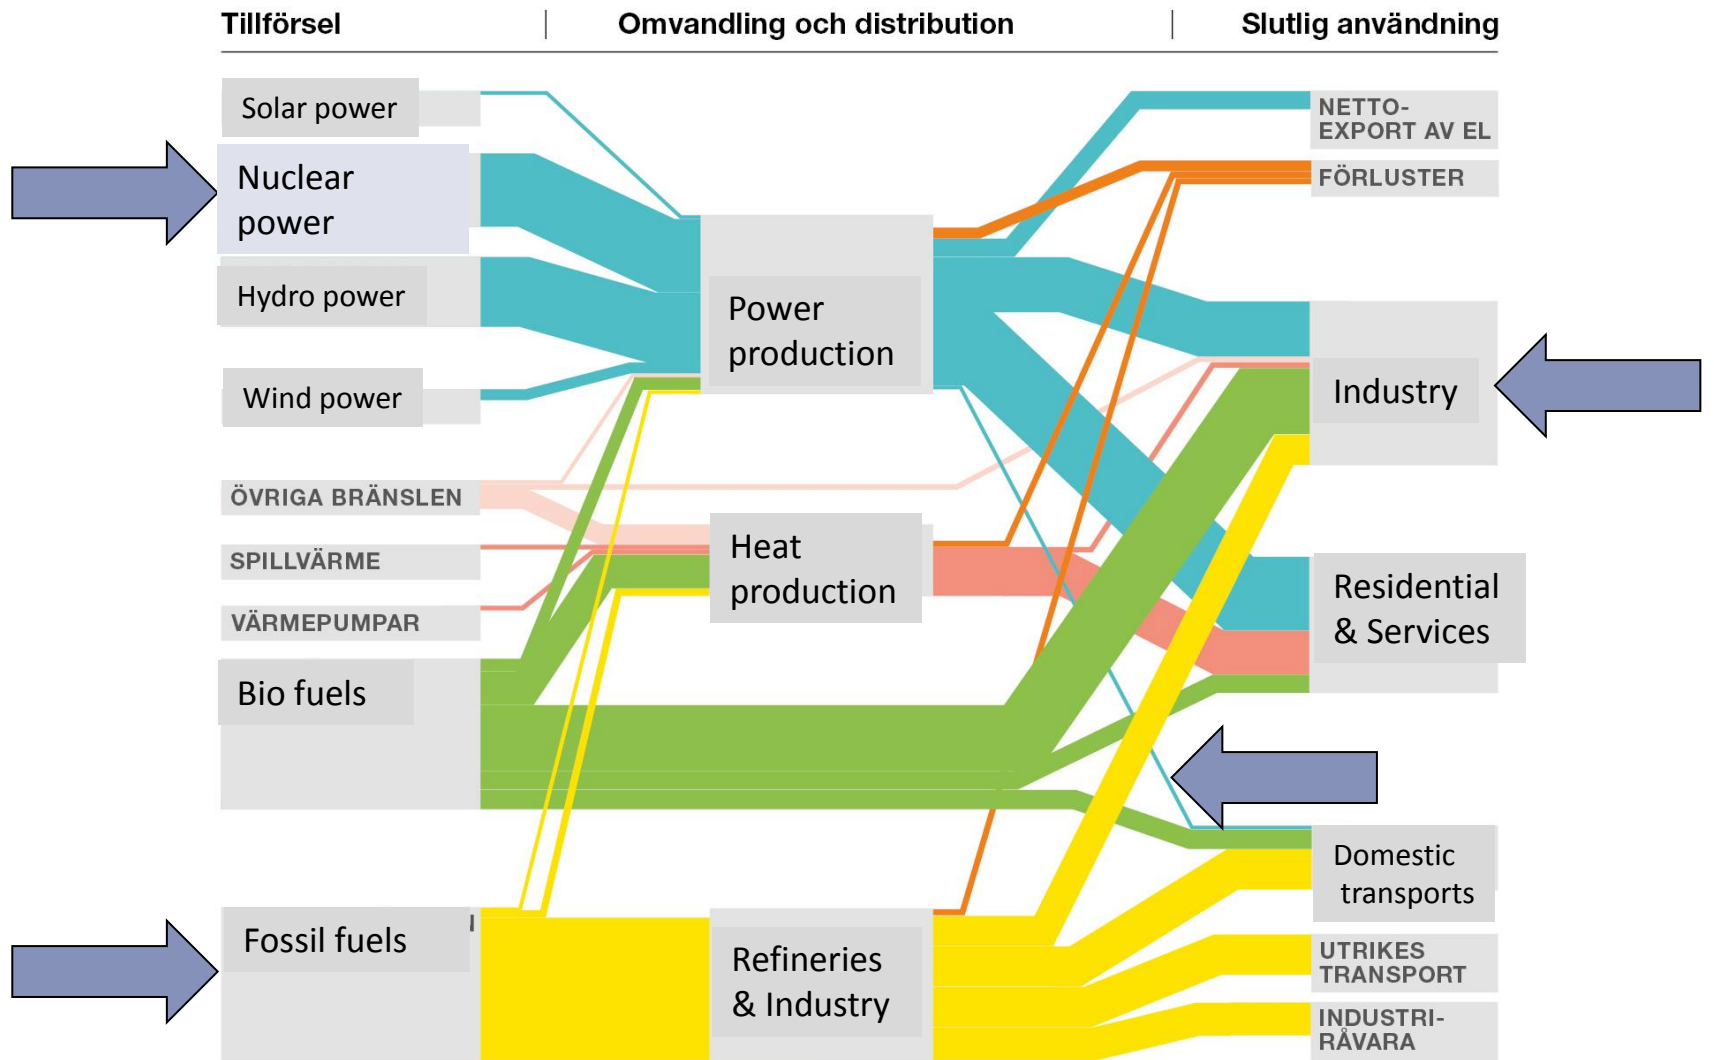 Tillförsel
Omvandling och distribution
Slutlig användning
Solar power
Nuclear
power
Hydro power
Wind power
ÖVRIGA BRÄNSLEN
SPILLVÄRME
VÄRMEPUMPAR
Bio fuels
Fossil fuels
Power
production
Heat
production
Refineries
& Industry
NETTO-
EXPORT AV EL
FÖRLUSTER
Industry
Residential
& Services
Domestic
transports
UTRIKES
TRANSPORT
INDUSTRI-
RÅVARA